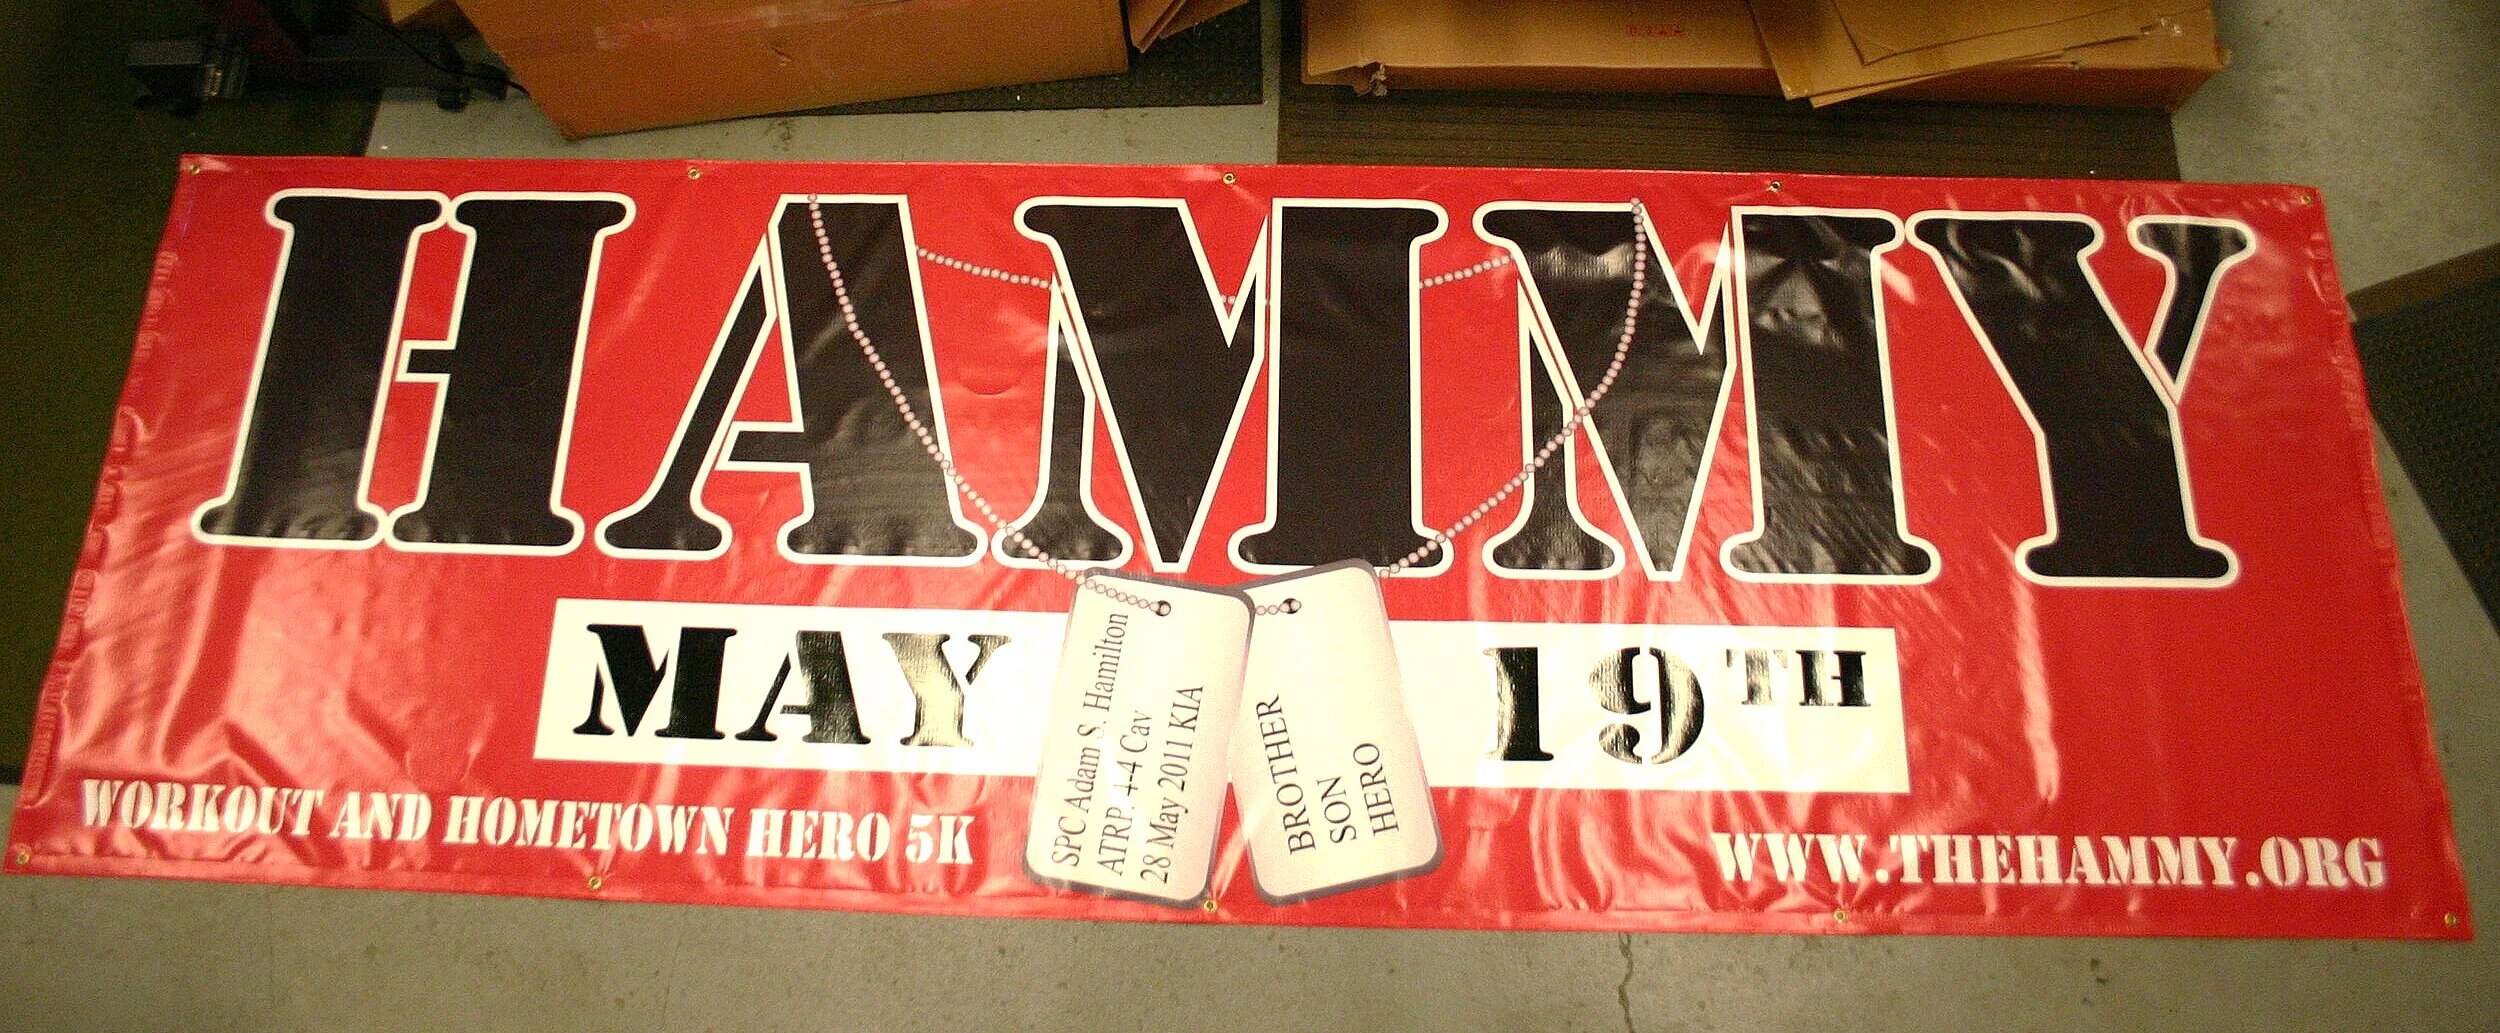 HAMMY
MAY 19TH
SPC Adam S. Hamilton
ATRP, 4-4 Cav
28 May 2011 KIA
BROTHER
SON
HERO
WORKOUT AND HOMETOWN HERO 5K
WWW.THEHAMMY.ORG